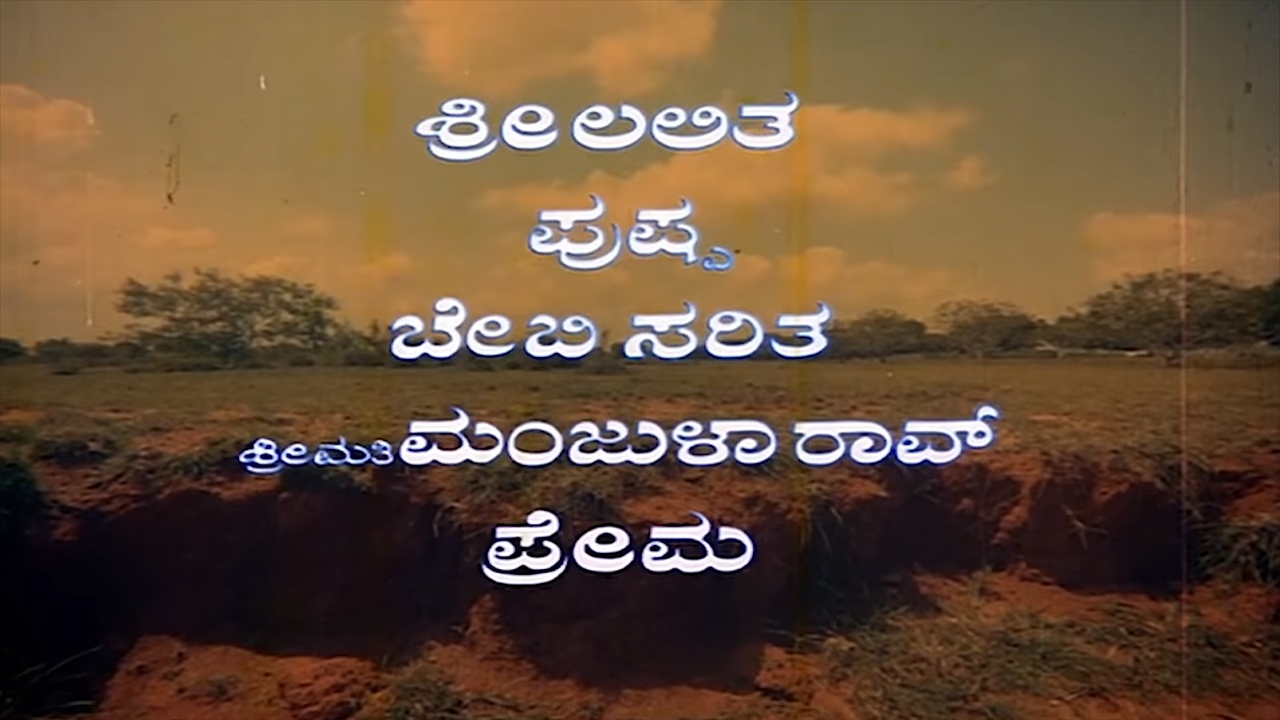 ಶ್ರೀ ಲಲಿತ
ಪುಷ್ಪ
ಬೇಬಿ ಸರಿತ
ಶ್ರೀಮತಿ ಮಂಜುಳಾ ರಾವ್
ಪ್ರೇಮ